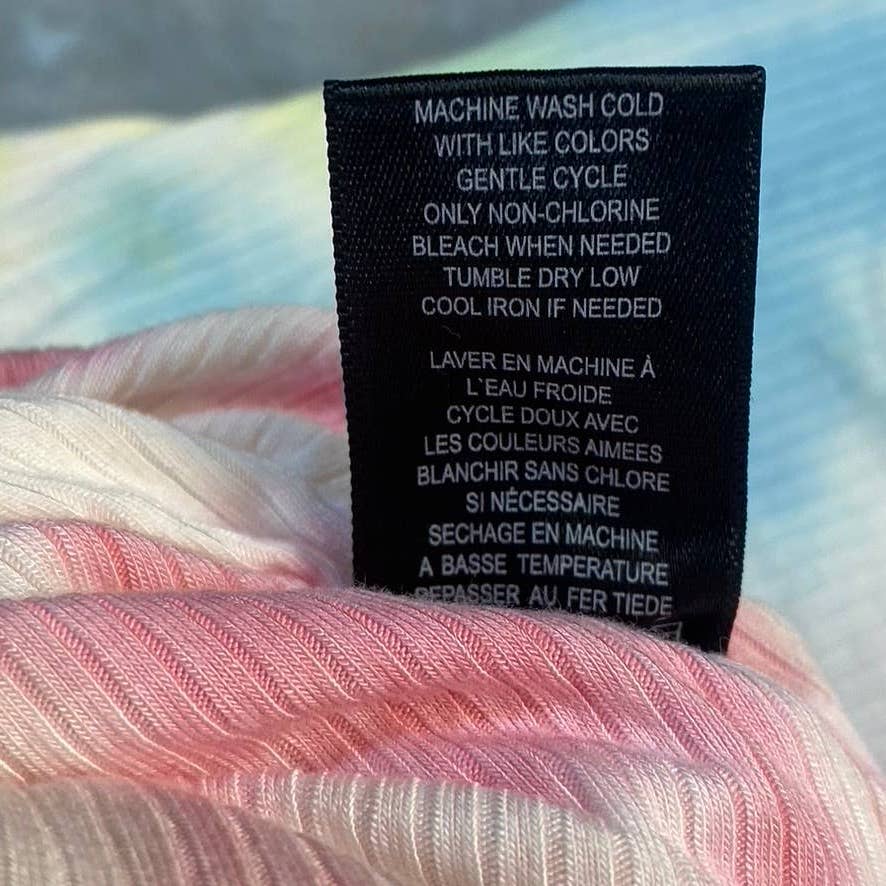 MACHINE WASH COLD
WITH LIKE COLORS
GENTLE CYCLE
ONLY NON-CHLORINE
BLEACH WHEN NEEDED
TUMBLE DRY LOW
COOL IRON IF NEEDED
LAVER EN MACHINE À
L`EAU FROIDE
CYCLE DOUX AVEC
LES COULEURS AIMEES
BLANCHIR SANS CHLORE
SI NÉCESSAIRE
SECHAGE EN MACHINE
A BASSE TEMPERATURE
REPASSER AU FER TIEDE